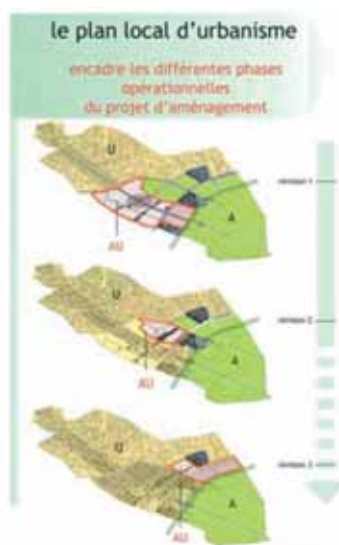 le plan local d'urbanisme
encadre les différentes phases
opérationnelles
du projet d'aménagement
U
A
AU
U
A
AU
U
A
AU